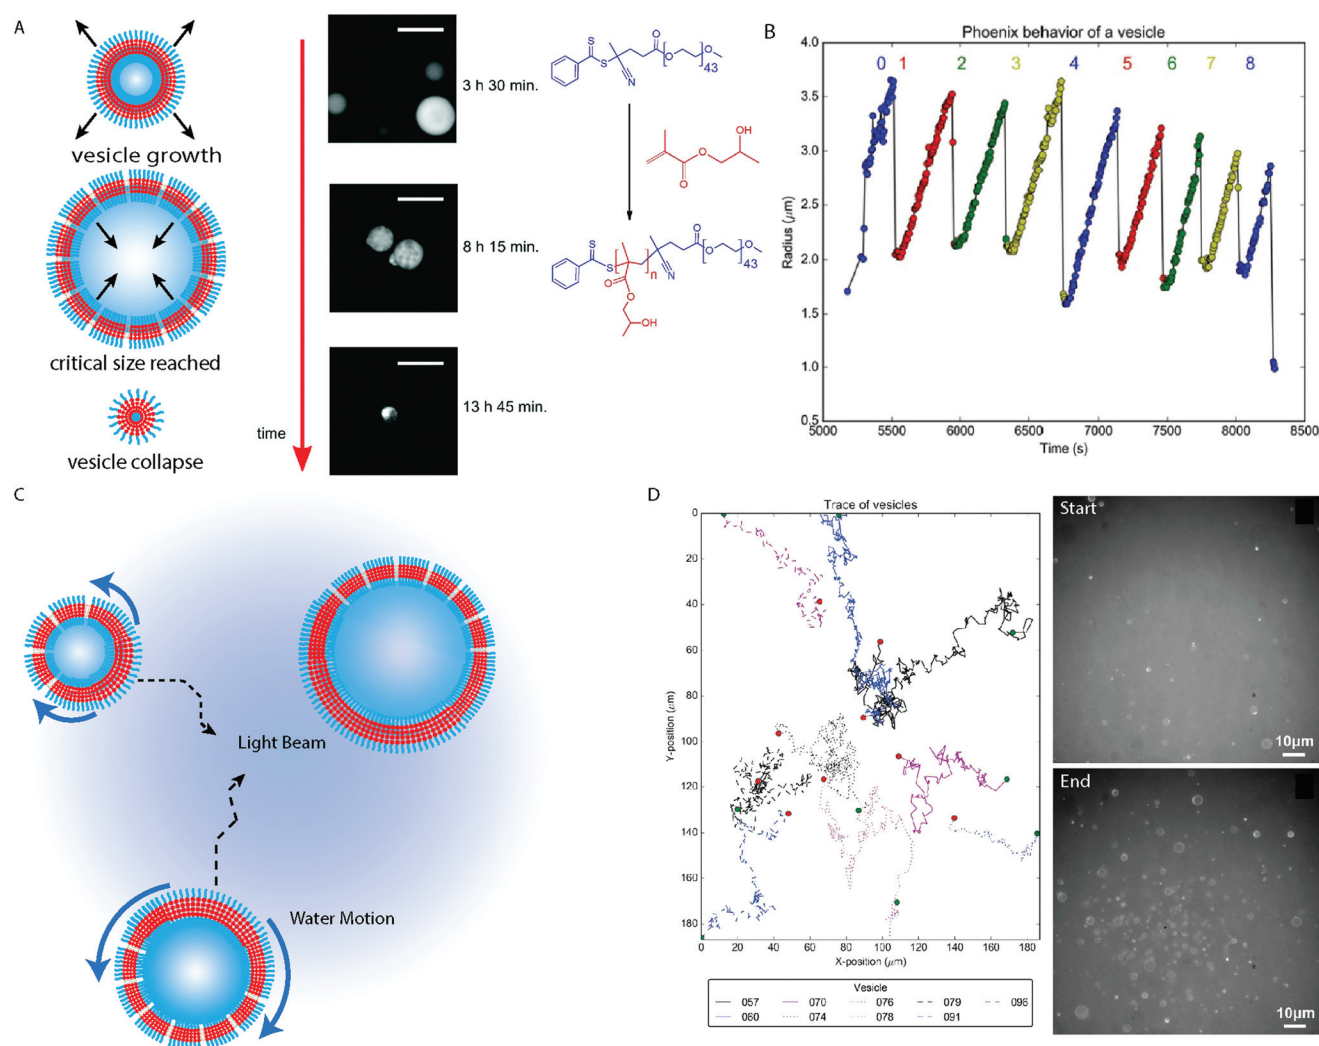 A
vesicle growth
critical size reached
vesicle collapse
time
3 h 30 min.
8 h 15 min.
13 h 45 min.
S
S
N
O
O
O
43
OH
O
O
S
S
n
N
O
O
O
43
O
O
OH
B
Phoenix behavior of a vesicle
0 1 2 3 4 5 6 7 8
Radius (μm)
4.0
3.5
3.0
2.5
2.0
1.5
1.0
0.5
5000 5500 6000 6500 7000 7500 8000 8500
Time (s)
C
Light Beam
Water Motion
D
Trace of vesicles
Y-position (μm)
0
20
40
60
80
100
120
140
160
180
0 20 40 60 80 100 120 140 160 180
X-position (μm)
Vesicle
057 070 076 079 096
060 074 078 091
Start
10μm
End
10μm